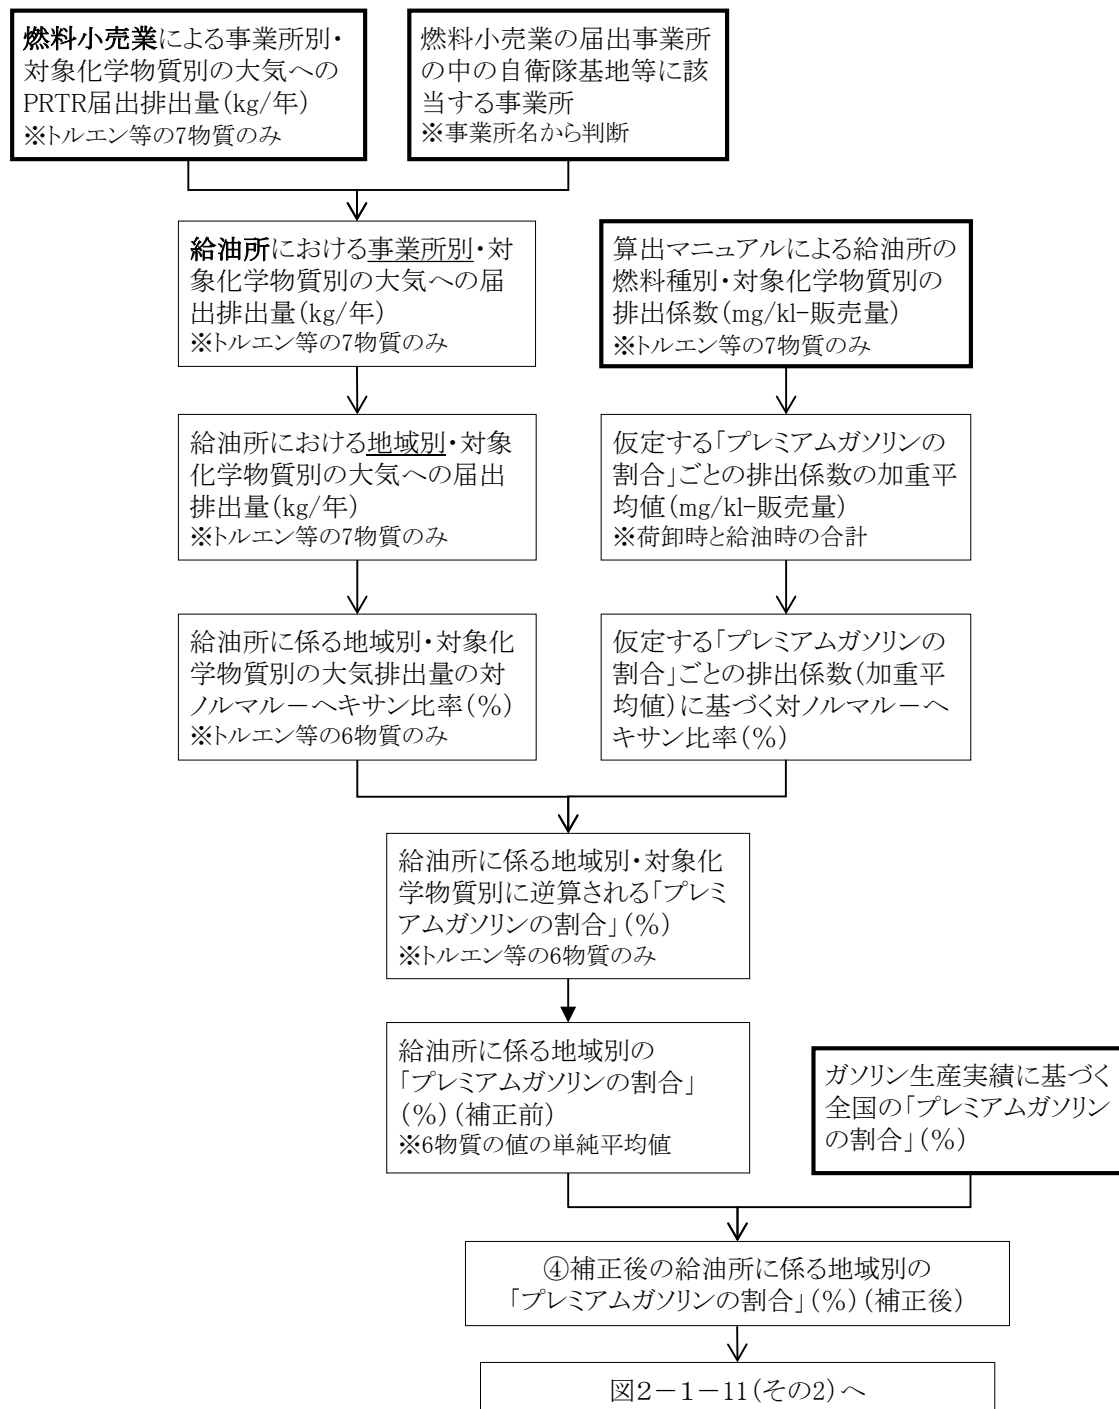 燃料小売業による事業所別・
対象化学物質別の大気への
PRTR届出排出量(kg/年)
※トルエン等の7物質のみ
燃料小売業の届出事業所
の中の自衛隊基地等に該
当する事業所
※事業所名から判断
給油所における事業所別・対
象化学物質別の大気への届
出排出量(kg/年)
※トルエン等の7物質のみ
算出マニュアルによる給油所の
燃料種別・対象化学物質別の
排出係数(mg/kl-販売量)
※トルエン等の7物質のみ
給油所における地域別・対象
化学物質別の大気への届出
排出量(kg/年)
※トルエン等の7物質のみ
仮定する「プレミアムガソリンの
割合」ごとの排出係数の加重平
均値(mg/kl-販売量)
※荷卸時と給油時の合計
給油所に係る地域別・対象化
学物質別の大気排出量の対
ノルマル－ヘキサン比率(%)
※トルエン等の6物質のみ
仮定する「プレミアムガソリンの
割合」ごとの排出係数(加重平
均値)に基づく対ノルマル－ヘ
キサン比率(%)
給油所に係る地域別・対象化
学物質別に逆算される「プレミ
アムガソリンの割合」(%)
※トルエン等の6物質のみ
給油所に係る地域別の
「プレミアムガソリンの割合」
(%)(補正前)
※6物質の値の単純平均値
ガソリン生産実績に基づく
全国の「プレミアムガソリン
の割合」(%)
④補正後の給油所に係る地域別の
「プレミアムガソリンの割合」(%)(補正後)
図2－1－11(その2)へ